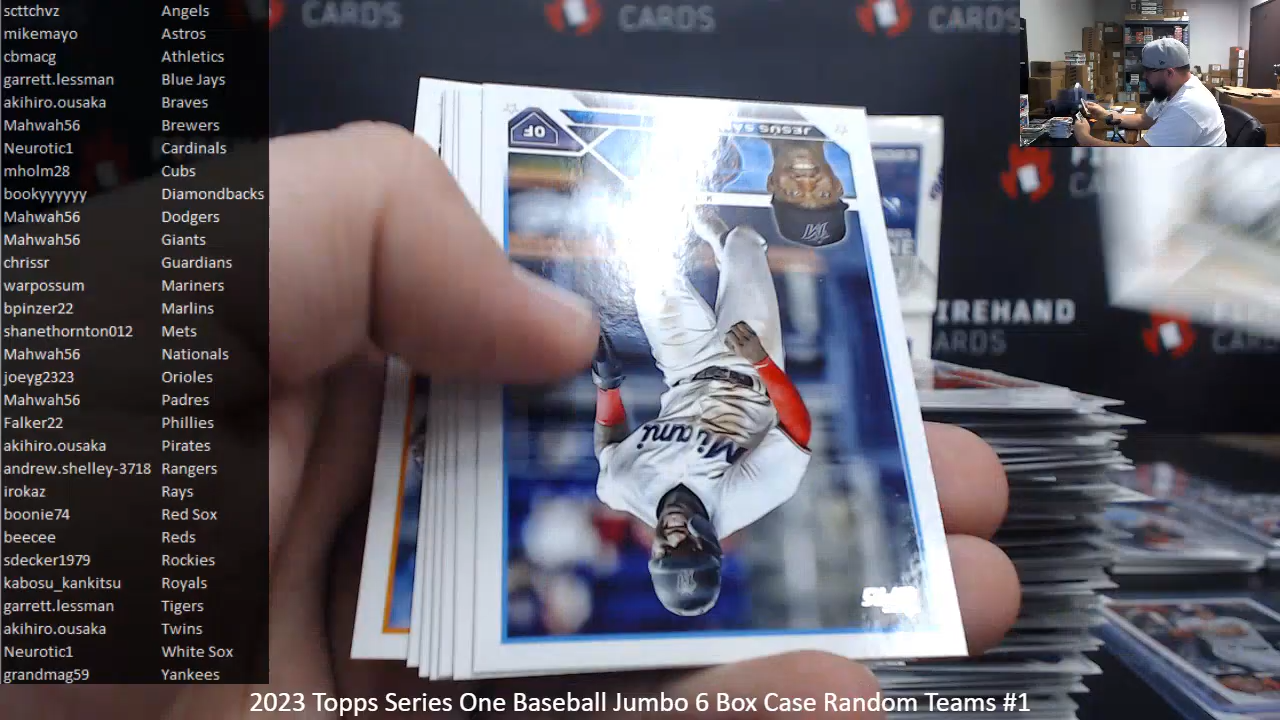 scttchvz Angels
mikemayo Astros
cbmacg Athletics
garrett.lessman Blue Jays
akihiro.ousaka Braves
Mahwah56 Brewers
Neurotic1 Cardinals
mholm28 Cubs
bookyyyyyy Diamondbacks
Mahwah56 Dodgers
Mahwah56 Giants
chrissr Guardians
warpossum Mariners
bpinzer22 Marlins
shanethornton012 Mets
Mahwah56 Nationals
joeyg2323 Orioles
Mahwah56 Padres
Falker22 Phillies
akihiro.ousaka Pirates
andrew.shelley-3718 Rangers
irokaz Rays
boonie74 Red Sox
beecee Reds
sdecker1979 Rockies
kabosu_kankitsu Royals
garrett.lessman Tigers
akihiro.ousaka Twins
Neurotic1 White Sox
grandmag59 Yankees
CARDS
CARDS
CARDS
OF
JESUS
M
Miami
IREHAND
ARDS
2023 Topps Series One Baseball Jumbo 6 Box Case Random Teams #1